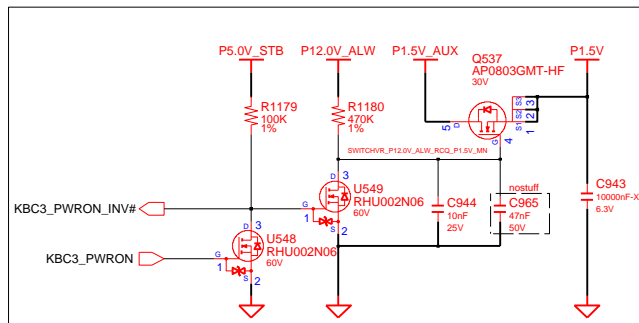 P5.0V_STB P12.0V_ALW P1.5V_AUX P1.5V
Q537
AP0803GMT-HF
30V
R1179
100K
1%
R1180
470K
1%
5 D
S3 3
S2 2
S1 1
G 4
SWITCHVR_P12.0V_ALW_RCQ_P1.5V_MN
D 3
U549
RHU002N06
60V
G
1
S
2
KBC3_PWRON_INV#
D 3
U548
RHU002N06
60V
KBC3_PWRON
G
1
S
2
C944
10nF
25V
nostuff
C965
47nF
50V
C943
10000nF-X
6.3V